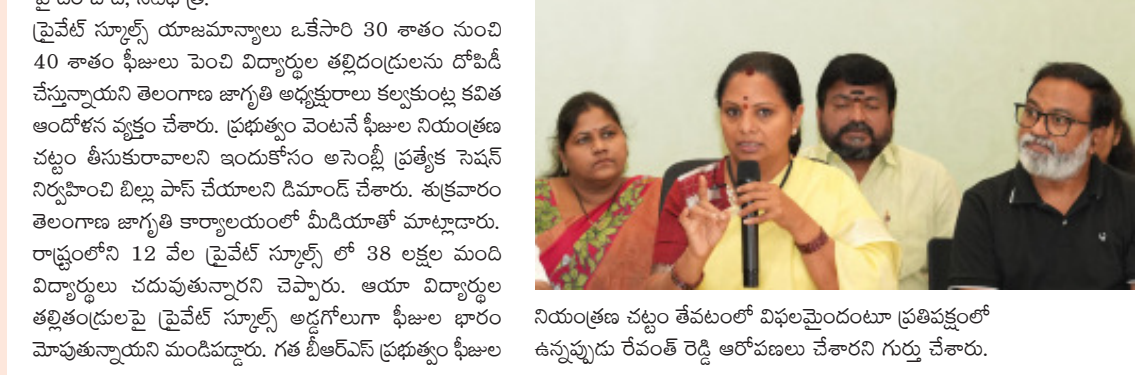 ప్రైవేట్ స్కూల్స్ యాజమాన్యాలు ఒకేసారి 30 శాతం నుంచి
40 శాతం ఫీజులు పెంచి విద్యార్థుల తల్లిదండ్రులను దోపిడీ
చేస్తున్నాయని తెలంగాణ జాగృతి అధ్యక్షురాలు కల్వకుంట్ల కవిత
ఆందోళన వ్యక్తం చేశారు. ప్రభుత్వం వెంటనే ఫీజుల నియంత్రణ
చట్టం తీసుకురావాలని ఇందుకోసం అసెంబ్లీ ప్రత్యేక సెషన్
నిర్వహించి బిల్లు పాస్ చేయాలని డిమాండ్ చేశారు. శుక్రవారం
తెలంగాణ జాగృతి కార్యాలయంలో మీడియాతో మాట్లాడారు.
రాష్ట్రంలోని 12 వేల ప్రైవేట్ స్కూల్స్ లో 38 లక్షల మంది
విద్యార్థులు చదువుతున్నారని చెప్పారు. ఆయా విద్యార్థుల
తల్లితండ్రులపై ప్రైవేట్ స్కూల్స్ అడ్డగోలుగా ఫీజుల భారం
మోపుతున్నాయని మండిపడ్డారు. గత బీఆర్ఎస్ ప్రభుత్వం ఫీజుల
నియంత్రణ చట్టం తేవటంలో విఫలమైందంటూ ప్రతిపక్షంలో
ఉన్నప్పుడు రేవంత్ రెడ్డి ఆరోపణలు చేశారని గుర్తు చేశారు.